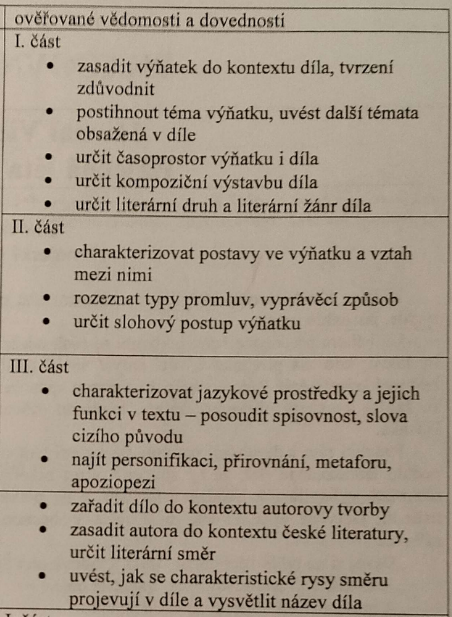 ověřované vědomosti a dovednosti
I. část
• zasadit výňatek do kontextu díla, tvrzení
zdůvodnit
• postihnout téma výňatku, uvést další témata
obsažená v díle
• určit časoprostor výňatku i díla
• určit kompoziční výstavbu díla
• určit literární druh a literární žánr díla
II. část
• charakterizovat postavy ve výňatku a vztah
mezi nimi
• rozeznat typy promluv, vyprávěcí způsob
• určit slohový postup výňatku
III. část
• charakterizovat jazykové prostředky a jejich
funkci v textu – posoudit spisovnost, slova
cizího původu
• najít personifikaci, přirovnání, metaforu,
apoziopezi
• zařadit dílo do kontextu autorovy tvorby
• zasadit autora do kontextu české literatury,
určit literární směr
• uvést, jak se charakteristické rysy směru
projevují v díle a vysvětlit název díla